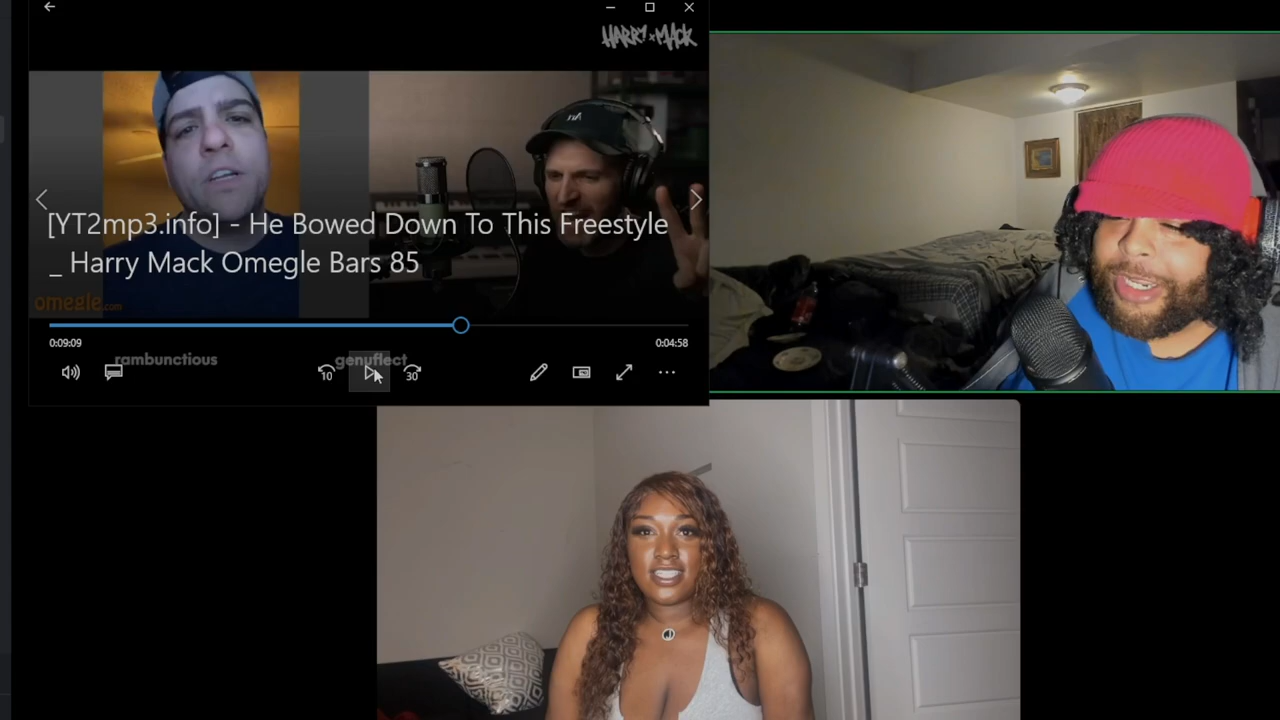 HARRY MACK
[YT2mp3.info] - He Bowed Down To This Freestyle
_ Harry Mack Omegle Bars 85
omegle.com
0:09:09
0:04:58
rambunctious
genuflect
10
30